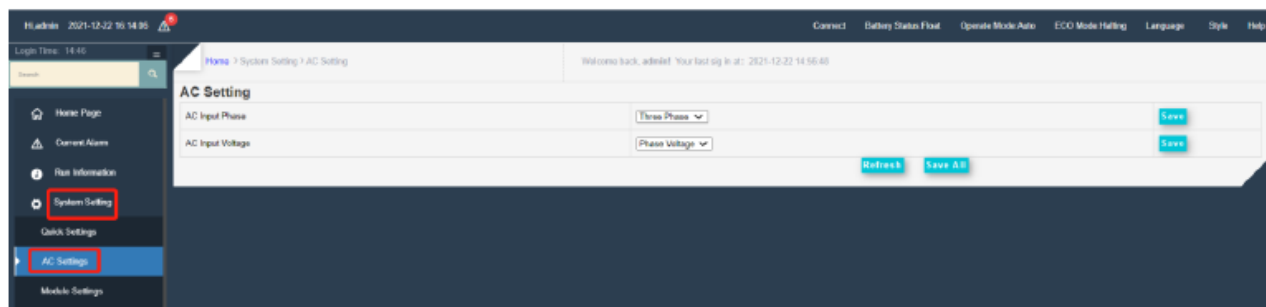 Hi,admin 2021-12-22 16:14:05 6 Connect Battery Status:Float Operate Mode:Auto ECO Mode:Halting Language Style Help
Login Time: 14:46
Search
Home > System Setting > AC Setting
Welcome back, admin! Your last sig in at: 2021-12-22 14:56:48
AC Setting
AC Input Phase Three Phase Save
AC Input Voltage Phase Voltage Save
Refresh Save All
Home Page
Current Alarm
Run Information
System Setting
Quick Settings
AC Settings
Module Settings